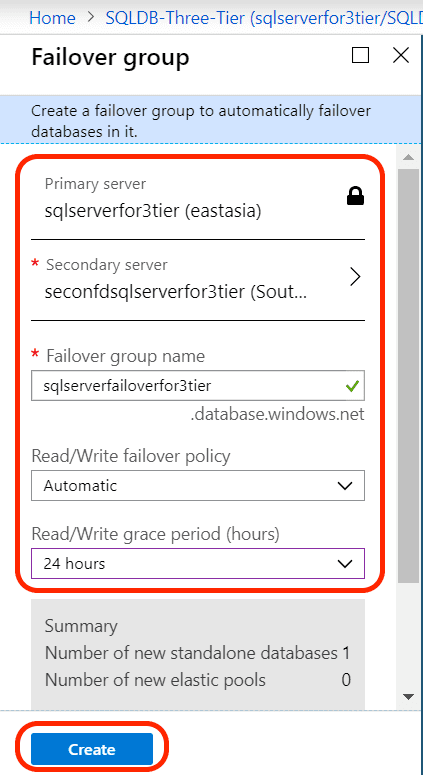 Home > SQLDB-Three-Tier (sqlserverfor3tier/SQLD
Failover group
Create a failover group to automatically failover
databases in it.
Primary server
sqlserverfor3tier (eastasia)
* Secondary server
seconfdsqlserverfor3tier (Sout...
* Failover group name
sqlserverfailoverfor3tier
.database.windows.net
Read/Write failover policy
Automatic
Read/Write grace period (hours)
24 hours
Summary
Number of new standalone databases 1
Number of new elastic pools 0
Create